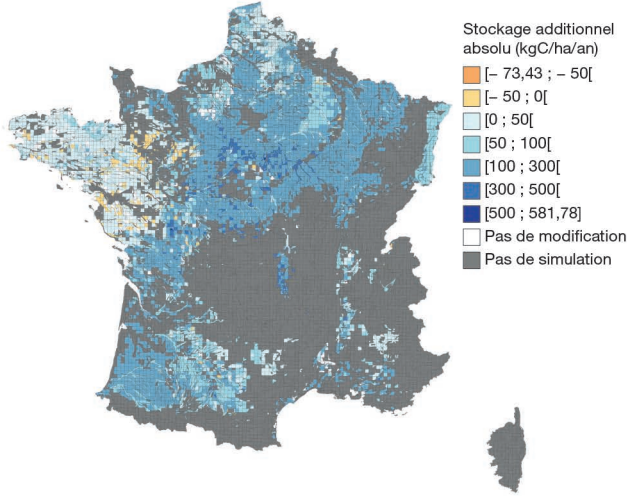 Stockage additionnel
absolu (kgC/ha/an)
[– 73,43 ; – 50[
[– 50 ; 0[
[0 ; 50[
[50 ; 100[
[100 ; 300[
[300 ; 500[
[500 ; 581,78]
Pas de modification
Pas de simulation